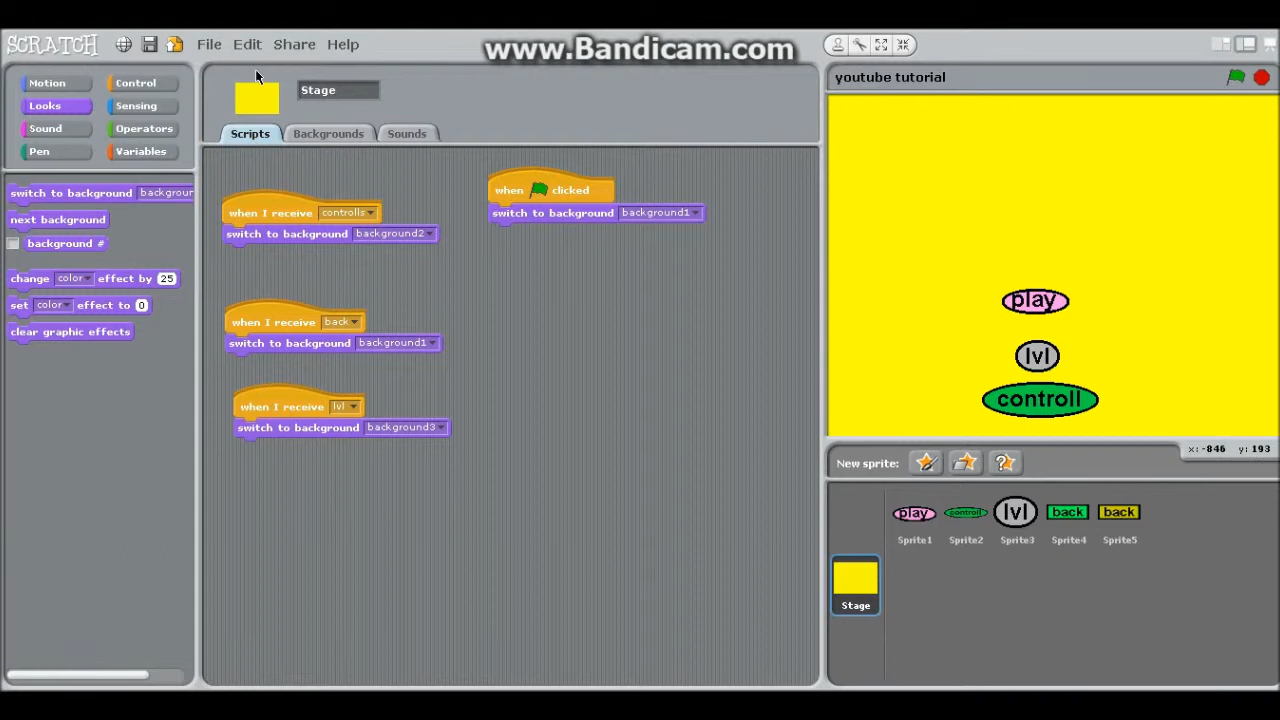 SCRATCH File Edit Share Help
www.Bandicam.com
Motion Control
Looks Sensing
Sound Operators
Pen Variables
switch to background backgroun
next background
background #
change color effect by 25
set color effect to 0
clear graphic effects
Stage
Scripts Backgrounds Sounds
when I receive controlls
switch to background background2
when I receive back
switch to background background1
when I receive lvl
switch to background background3
when clicked
switch to background background1
youtube tutorial
play
lvl
controll
x: -846 y: 193
New sprite:
play controll lvl back back
Sprite1 Sprite2 Sprite3 Sprite4 Sprite5
Stage